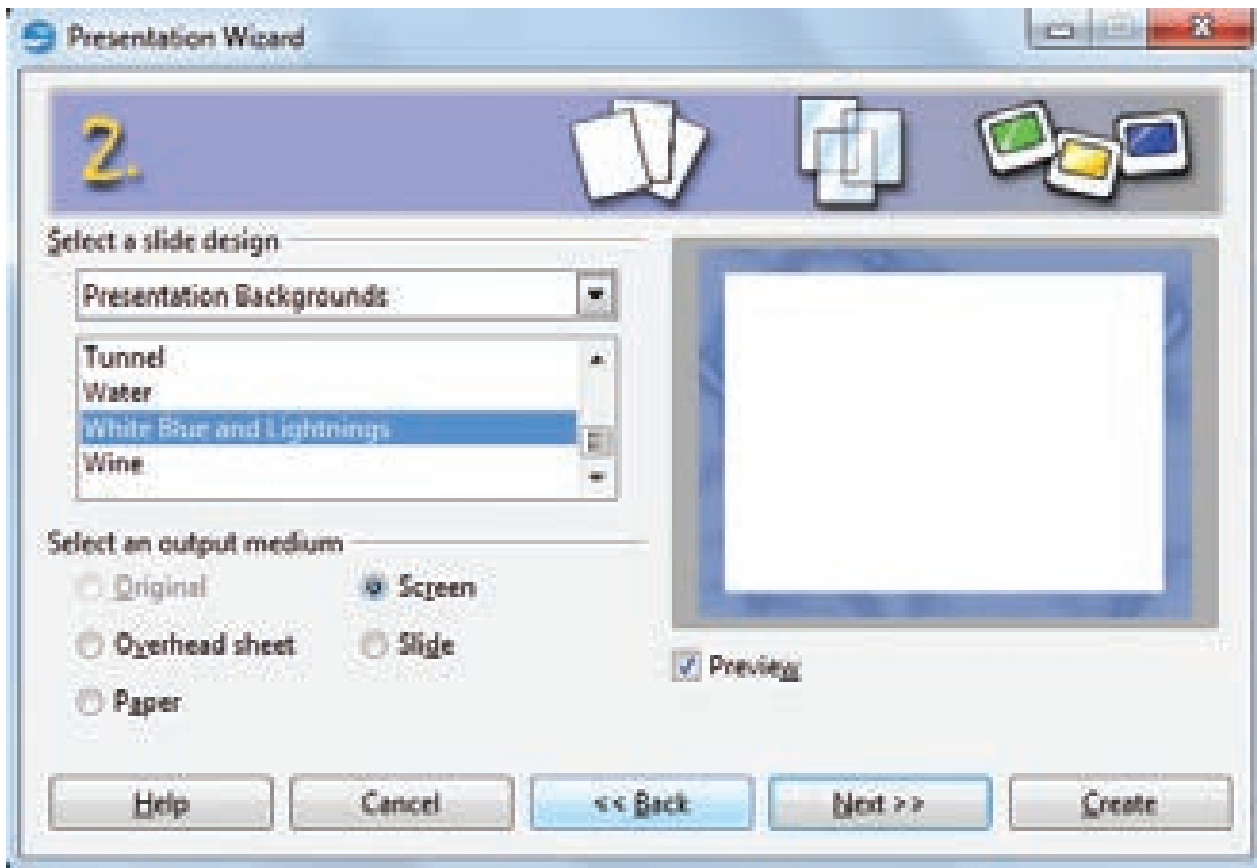 Presentation Wizard
2.
Select a slide design
Presentation Backgrounds
Tunnel
Water
White Blue and Lightnings
Wine
Select an output medium
Original
Screen
Overhead sheet
Slide
Paper
Preview
Help
Cancel
<< Back
Next >>
Create